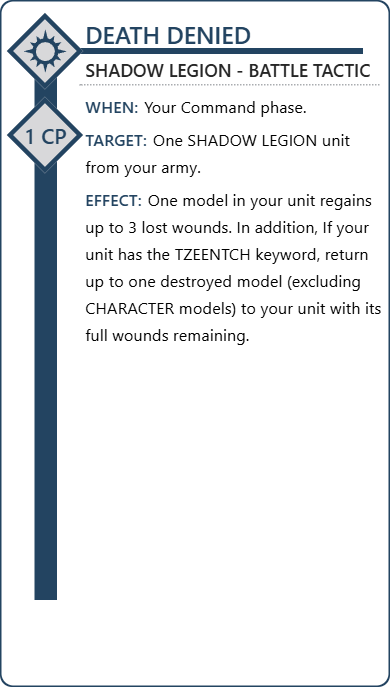 DEATH DENIED
SHADOW LEGION - BATTLE TACTIC
WHEN: Your Command phase.
1 CP
TARGET: One SHADOW LEGION unit
from your army.
EFFECT: One model in your unit regains
up to 3 lost wounds. In addition, If your
unit has the TZEENTCH keyword, return
up to one destroyed model (excluding
CHARACTER models) to your unit with its
full wounds remaining.